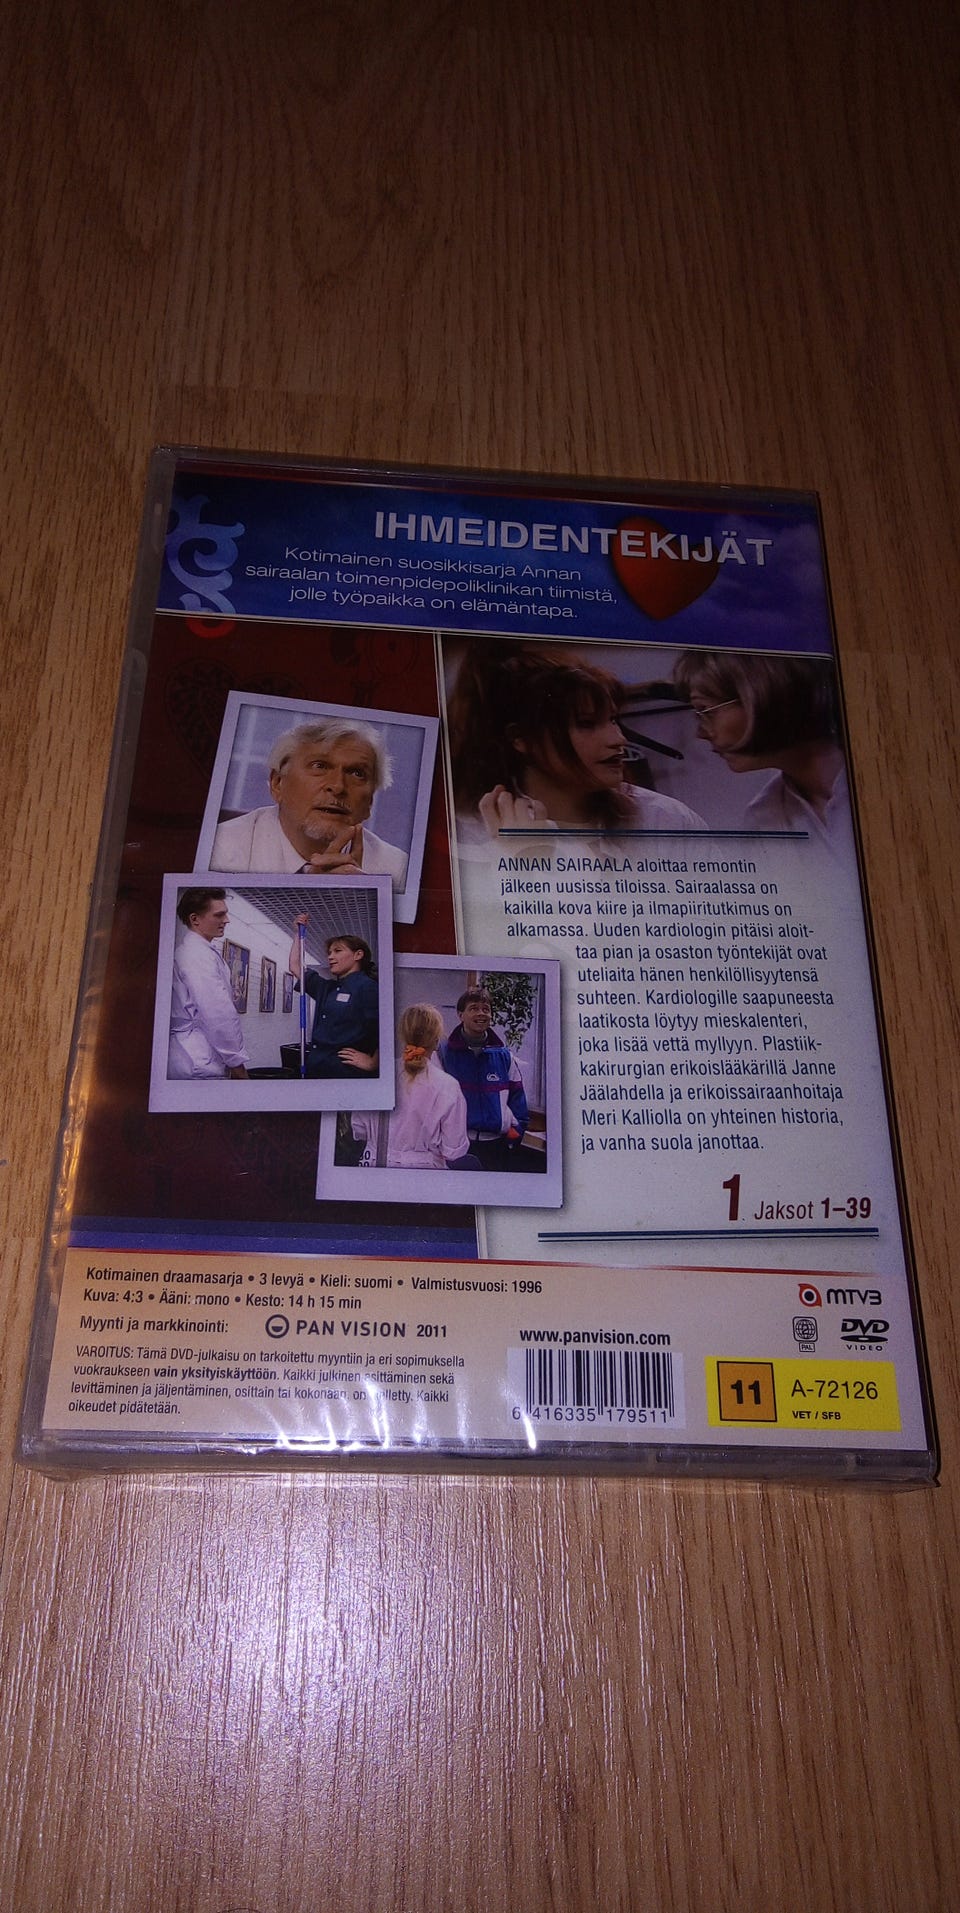 IHMEIDENTEKIJÄT
Kotimainen suosikkisarja Annan
sairaalan toimenpidepoliklinikan tiimistä,
jolle työpaikka on elämäntapa.
ANNAN SAIRAALA aloittaa remontin
jälkeen uusissa tiloissa. Sairaalassa on
kaikilla kova kiire ja ilmapiiritutkimus on
alkamassa. Uuden kardiologin pitäisi aloit-
taa pian ja osaston työntekijät ovat
uteliaita hänen henkilöllisyytensä
suhteen. Kardiologille saapuneesta
laatikosta löytyy mieskalenteri,
joka lisää vettä myllyyn. Plastiik-
kakirurgian erikoislääkärillä Janne
Jäälahdella ja erikoissairaanhoitaja
Meri Kalliolla on yhteinen historia,
ja vanha suola janottaa.
1 Jaksot 1–39
Kotimainen draamasarja • 3 levyä • Kieli: suomi • Valmistusvuosi: 1996
Kuva: 4:3 • Ääni: mono • Kesto: 14 h 15 min
Myynti ja markkinointi: PAN VISION 2011
VAROITUS: Tämä DVD-julkaisu on tarkoitettu myyntiin ja eri sopimuksella
vuokraukseen vain yksityiskäyttöön. Kaikki julkinen esittäminen sekä
levittäminen ja jäljentäminen, osittain tai kokonaan, on kielletty. Kaikki
oikeudet pidätetään.
www.panvision.com
6 416335 179511
MTV3
PAL
DVD
VIDEO
11
A-72126
VET / SFB